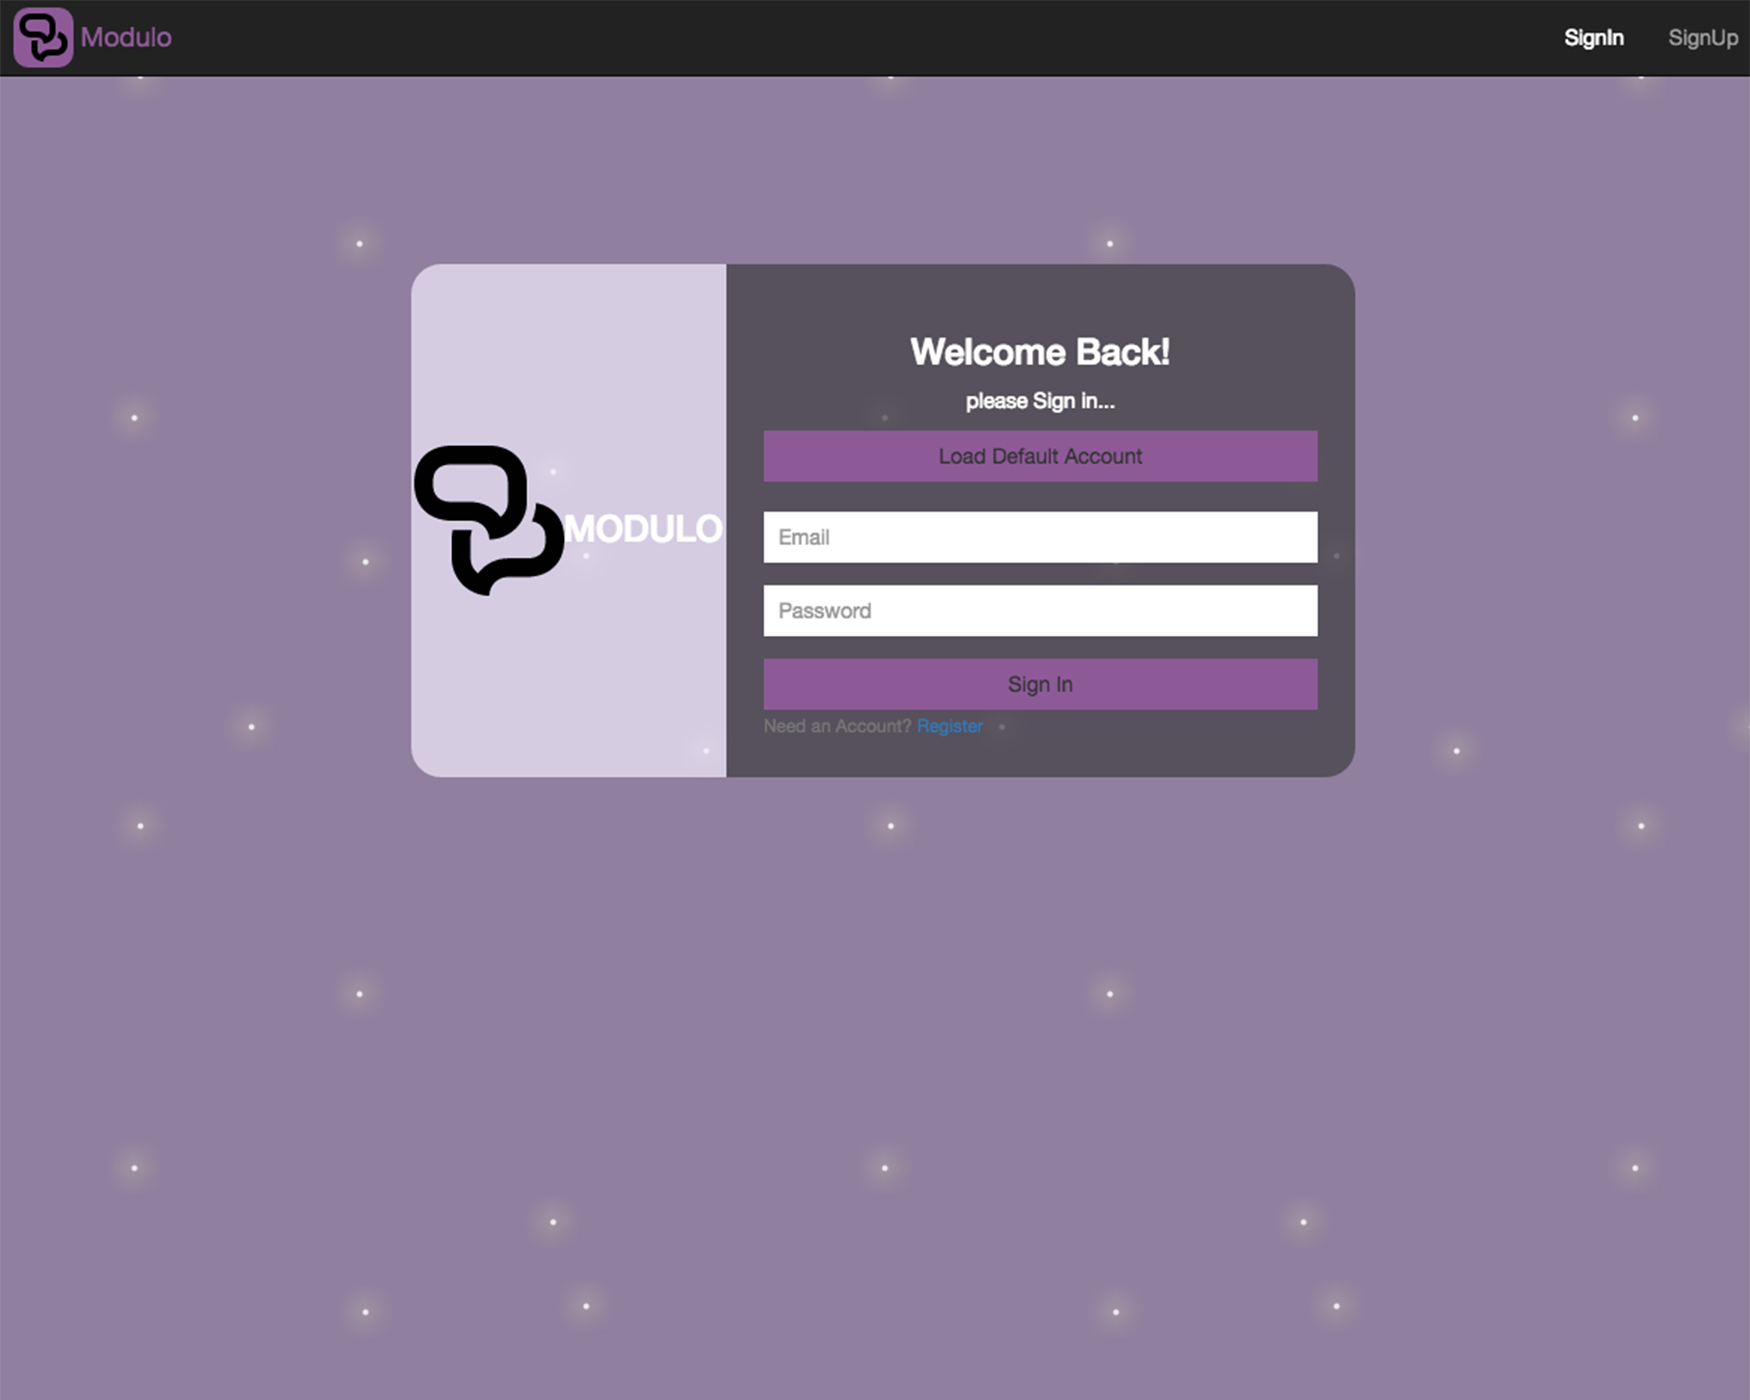 Modulo
SignIn
SignUp
MODULO
Welcome Back!
please Sign in...
Load Default Account
Email
Password
Sign In
Need an Account? Register